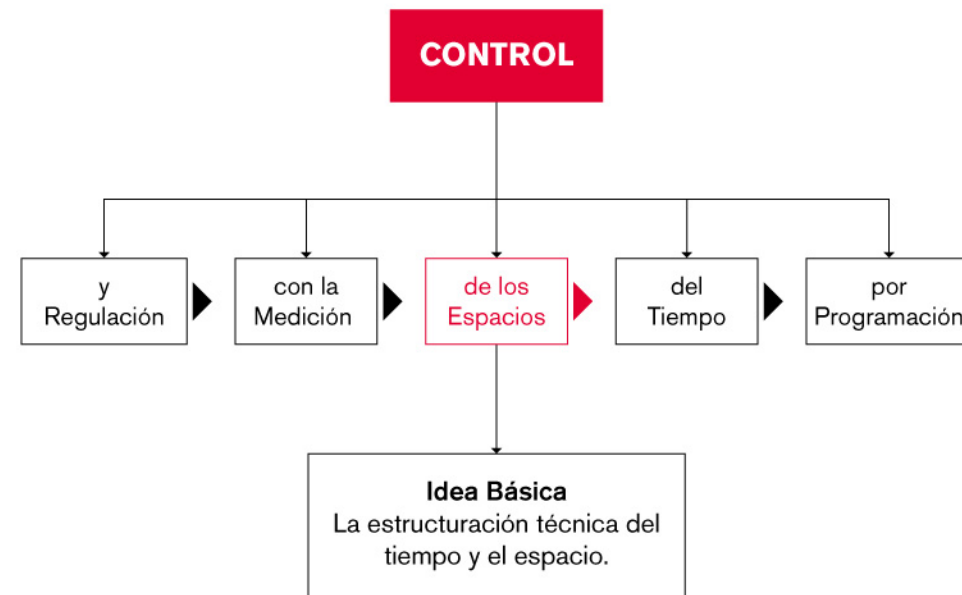 CONTROL
y
Regulación
con la
Medición
de los
Espacios
del
Tiempo
por
Programación
Idea Básica
La estructuración técnica del
tiempo y el espacio.